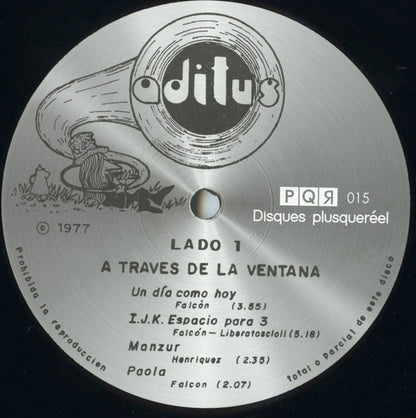 aditus
PQЯ 015
Disques plusqueréel
© 1977
LADO 1
A TRAVES DE LA VENTANA
Un día como hoy
Falcón (3.55)
I.J.K. Espacio para 3
Falcón - Liberatoscioli (5.18)
Manzur
Henriquez (2.35)
Paola
Falcon (2.07)
Prohibida la reproduccion
total o Parcial de este disco